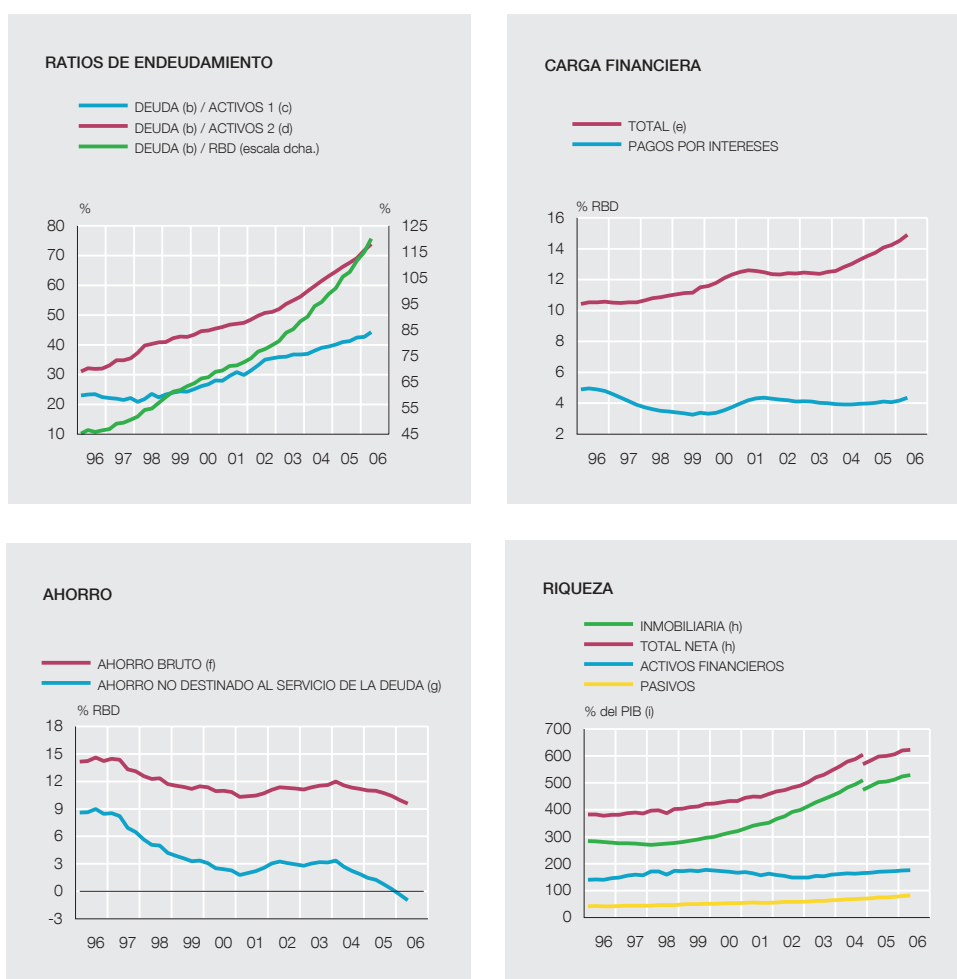 RATIOS DE ENDEUDAMIENTO
DEUDA (b) / ACTIVOS 1 (c)
DEUDA (b) / ACTIVOS 2 (d)
DEUDA (b) / RBD (escala dcha.)
% %
80 125
70 115
60 105
50 95
40 85
30 75
20 65
10 55
45
96 97 98 99 00 01 02 03 04 05 06
CARGA FINANCIERA
TOTAL (e)
PAGOS POR INTERESES
% RBD
16
14
12
10
8
6
4
2
96 97 98 99 00 01 02 03 04 05 06
AHORRO
AHORRO BRUTO (f)
AHORRO NO DESTINADO AL SERVICIO DE LA DEUDA (g)
% RBD
18
15
12
9
6
3
0
-3
96 97 98 99 00 01 02 03 04 05 06
RIQUEZA
INMOBILIARIA (h)
TOTAL NETA (h)
ACTIVOS FINANCIEROS
PASIVOS
% del PIB (i)
700
600
500
400
300
200
100
0
96 97 98 99 00 01 02 03 04 05 06